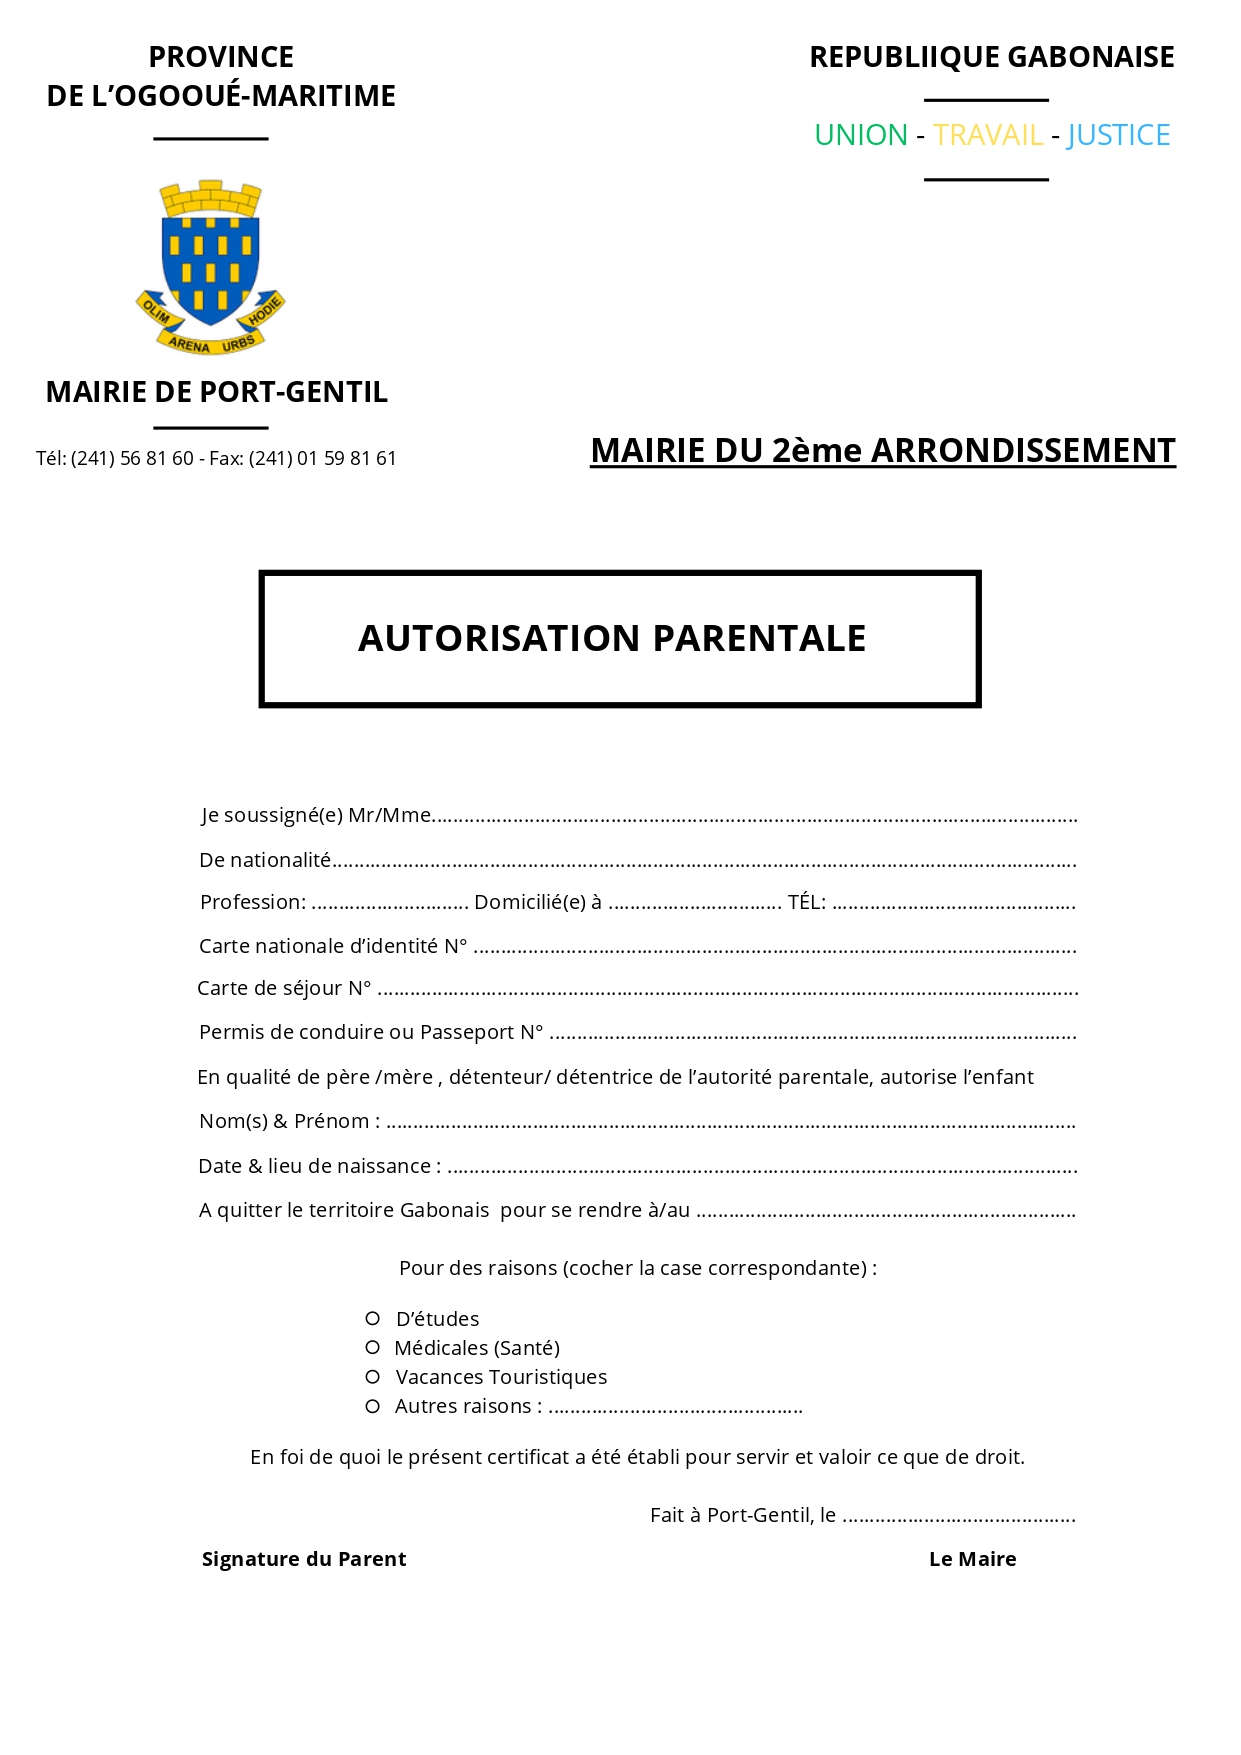 PROVINCE
DE L’OGOOUÉ-MARITIME
REPUBLIIQUE GABONAISE
UNION - TRAVAIL - JUSTICE
OLIM ARENA URBS HODIE
MAIRIE DE PORT-GENTIL
Tél: (241) 56 81 60 - Fax: (241) 01 59 81 61
MAIRIE DU 2ème ARRONDISSEMENT
AUTORISATION PARENTALE
Je soussigné(e) Mr/Mme........................................................................................................................
De nationalité..........................................................................................................................................
Profession: ............................. Domicilié(e) à ................................ TÉL: .............................................
Carte nationale d’identité N° ................................................................................................................
Carte de séjour N° ..................................................................................................................................
Permis de conduire ou Passeport N° ..................................................................................................
En qualité de père /mère , détenteur/ détentrice de l’autorité parentale, autorise l’enfant
Nom(s) & Prénom : ................................................................................................................................
Date & lieu de naissance : .....................................................................................................................
A quitter le territoire Gabonais  pour se rendre à/au ......................................................................
Pour des raisons (cocher la case correspondante) :
D’études
Médicales (Santé)
Vacances Touristiques
Autres raisons : ...............................................
En foi de quoi le présent certificat a été établi pour servir et valoir ce que de droit.
Fait à Port-Gentil, le ...........................................
Signature du Parent
Le Maire